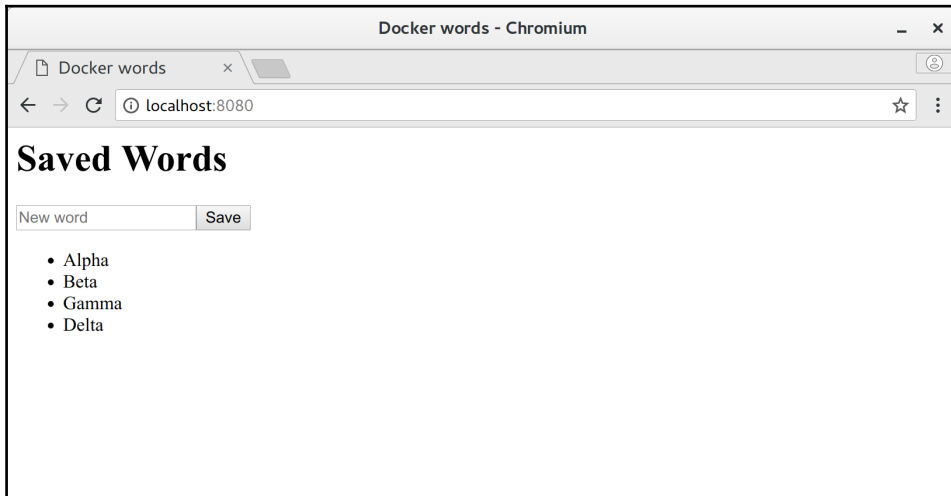 Docker words - Chromium
Docker words
localhost:8080
Saved Words
New word Save
Alpha
Beta
Gamma
Delta